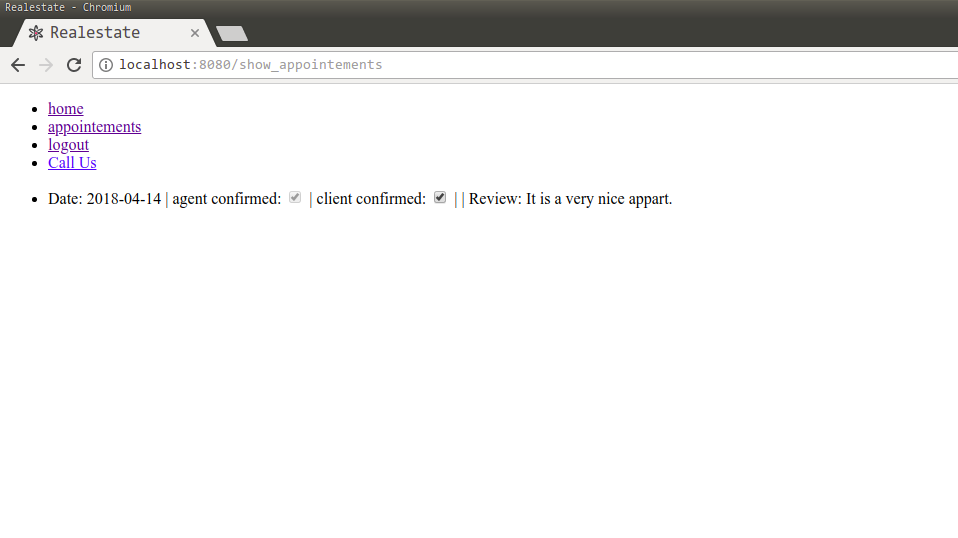 Realestate - Chromium
Realestate
localhost:8080/show_appointements
home
appointements
logout
Call Us
Date: 2018-04-14 | agent confirmed: | client confirmed: | | Review: It is a very nice appart.